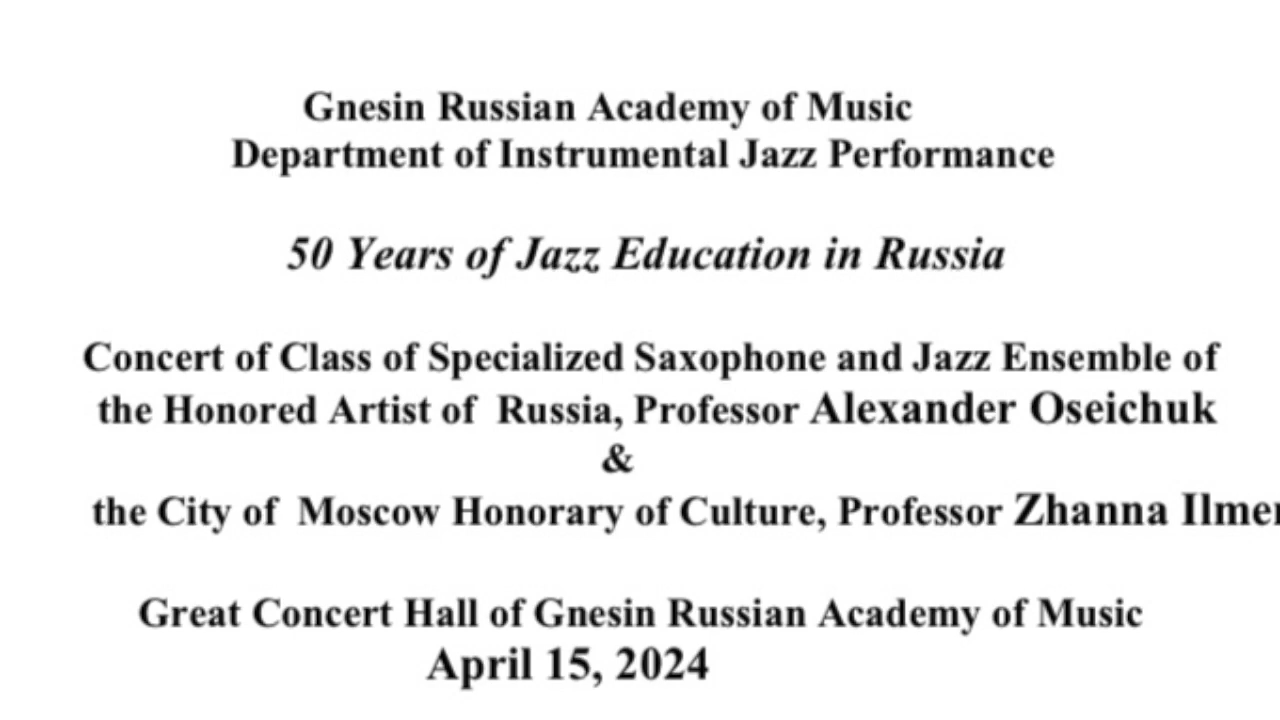 Gnesin Russian Academy of Music
Department of Instrumental Jazz Performance
50 Years of Jazz Education in Russia
Concert of Class of Specialized Saxophone and Jazz Ensemble of
the Honored Artist of Russia, Professor Alexander Oseichuk
&
the City of Moscow Honorary of Culture, Professor Zhanna
Great Concert Hall of Gnesin Russian Academy of Music
April 15, 2024